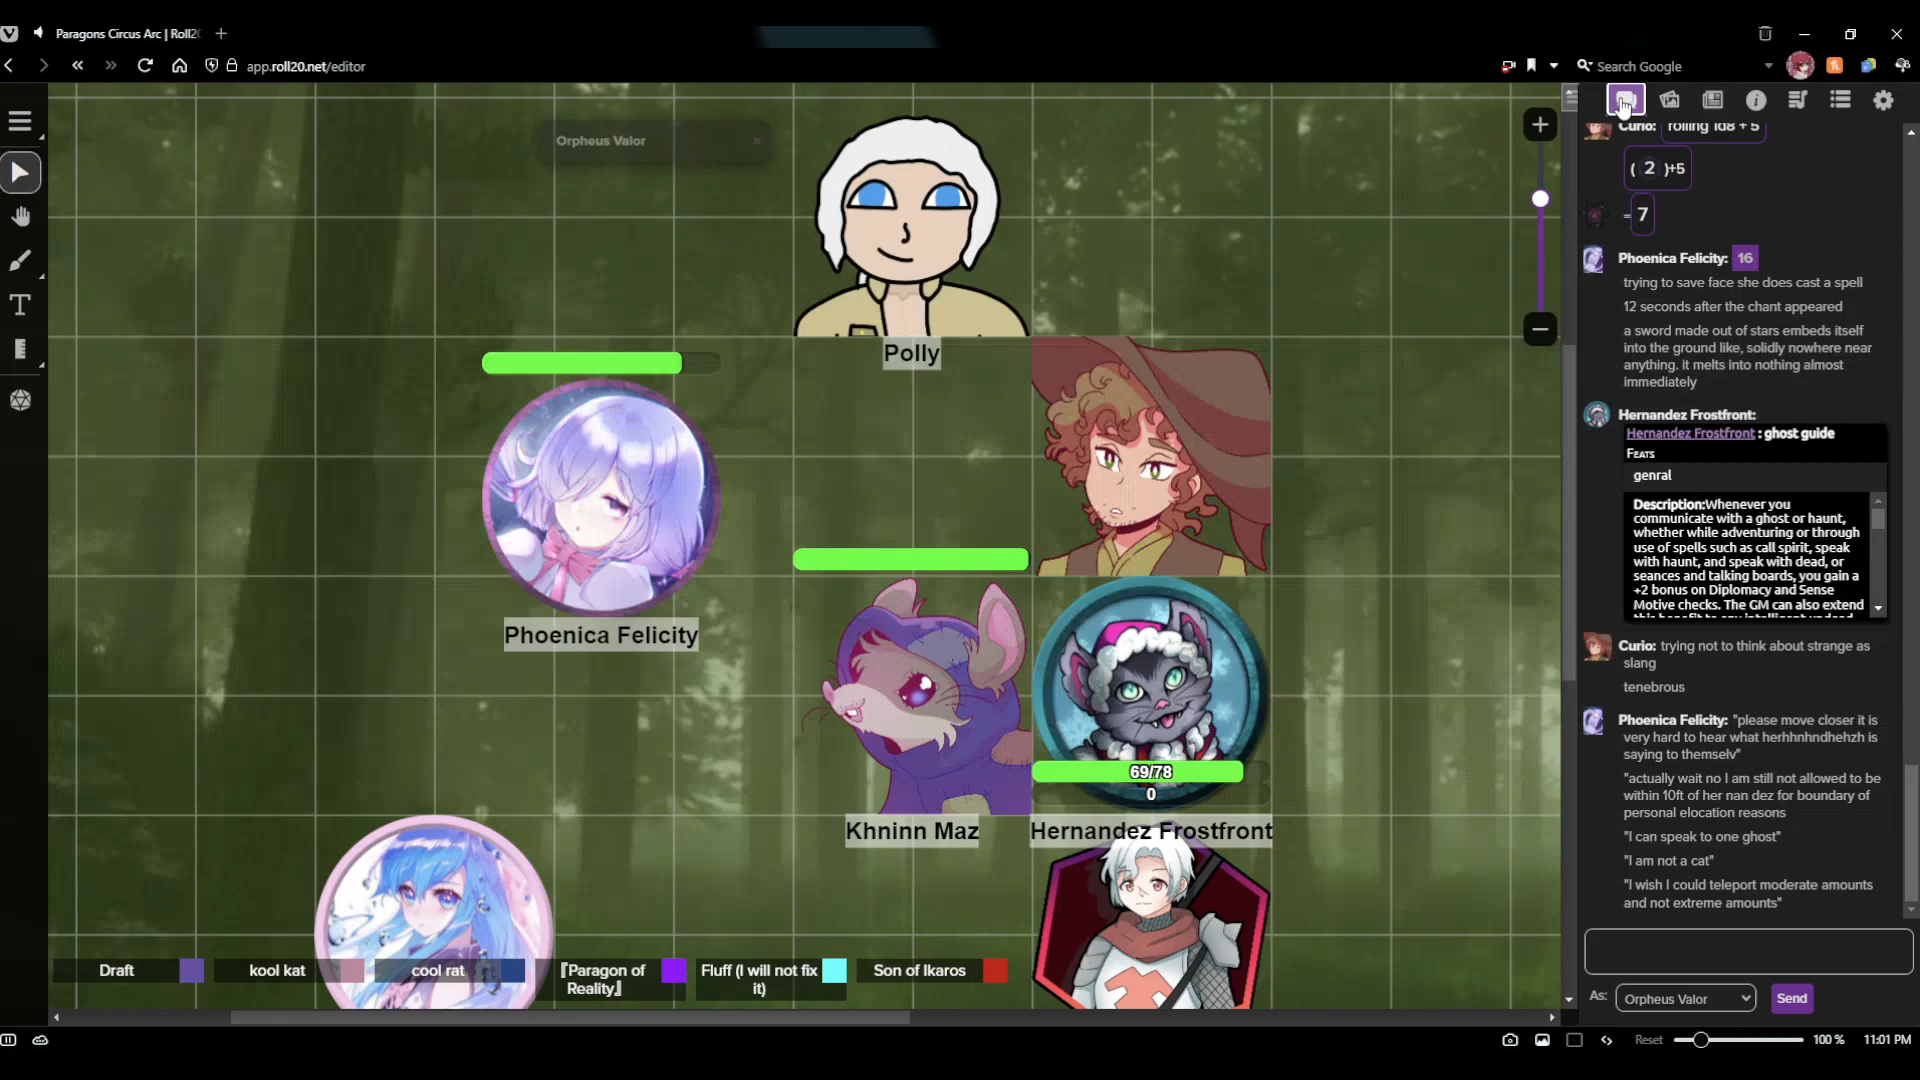 Paragons Circus Arc | Roll20
app.roll20.net/editor
Search Google
Orpheus Valor
Polly
Phoenica Felicity
Khninn Maz
69/78
0
Hernandez Frostfront
Draft
kool kat
cool rat
『Paragon of
Reality』
Fluff (I will not fix
it)
Son of Ikaros
Curio: rolling 1d8 + 5
( 2 )+5
= 7
Phoenica Felicity: 16
trying to save face she does cast a spell
12 seconds after the chant appeared
a sword made out of stars embeds itself
into the ground like, solidly nowhere near
anything. it melts into nothing almost
immediately
Hernandez Frostfront:
Hernandez Frostfront : ghost guide
FEATS
genral
Description:Whenever you
communicate with a ghost or haunt,
whether while adventuring or through
use of spells such as call spirit, speak
with haunt, and speak with dead, or
seances and talking boards, you gain a
+2 bonus on Diplomacy and Sense
Motive checks. The GM can also extend
this benefit to any intelligent undead
Curio: trying not to think about strange as
slang
tenebrous
Phoenica Felicity: "please move closer it is
very hard to hear what herhhnhndhehzh is
saying to themselv"
"actually wait no I am still not allowed to be
within 10ft of her nan dez for boundary of
personal elocation reasons
"I can speak to one ghost"
"I am not a cat"
"I wish I could teleport moderate amounts
and not extreme amounts"
As: Orpheus Valor Send
Reset 100 % 11:01 PM